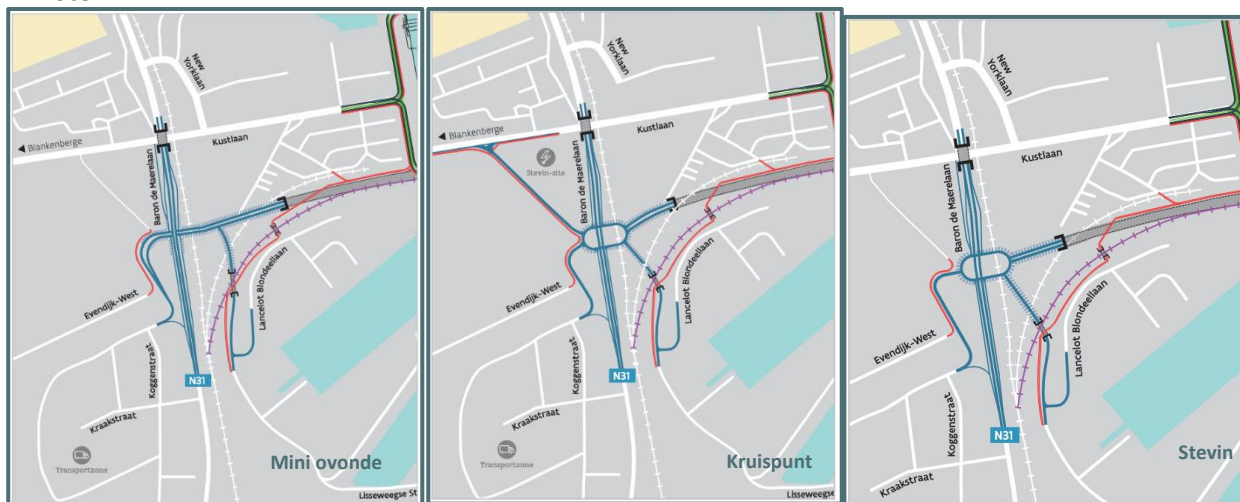 New
Yorklaan
Blankenberge
Kustlaan
Baron de Maerelaan
Lancelot Blondeellaan
Evendijk-West
Koggenstraat
N31
Kraakstraat
Transportzone
Mini ovonde
Lisseweegse St
New
Yorklaan
Blankenberge
Kustlaan
Stevin-site
Baron de Maerelaan
Lancelot Blondeellaan
Evendijk-West
Koggenstraat
N31
Kraakstraat
Transportzone
Kruispunt
Lisseweegse
New
Yorklaan
Kustlaan
Baron de Maerelaan
Lancelot Blondeellaan
Evendijk-West
Koggenstraat
N31
Kraakstraat
Stevin